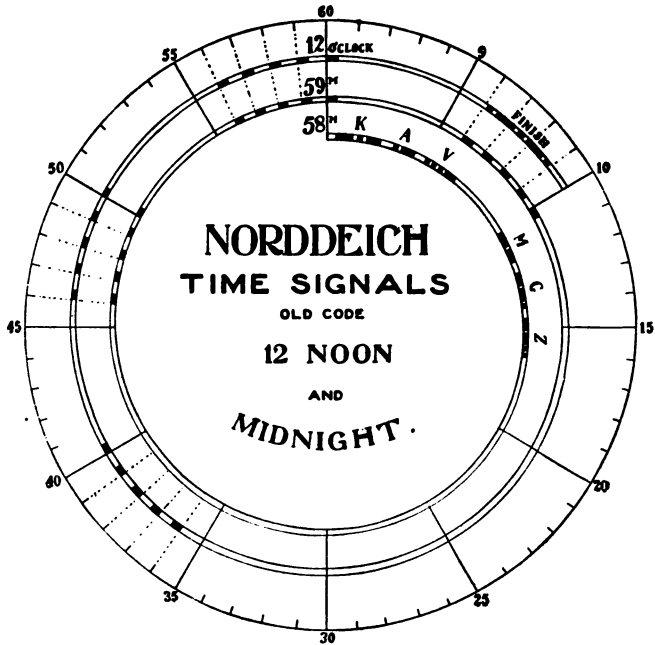 60
12 O'CLOCK
59M
58M
K A V
M C Z
FINISH
9
10
15
20
25
30
35
40
45
50
55
NORDDEICH
TIME SIGNALS
OLD CODE
12 NOON
AND
MIDNIGHT.